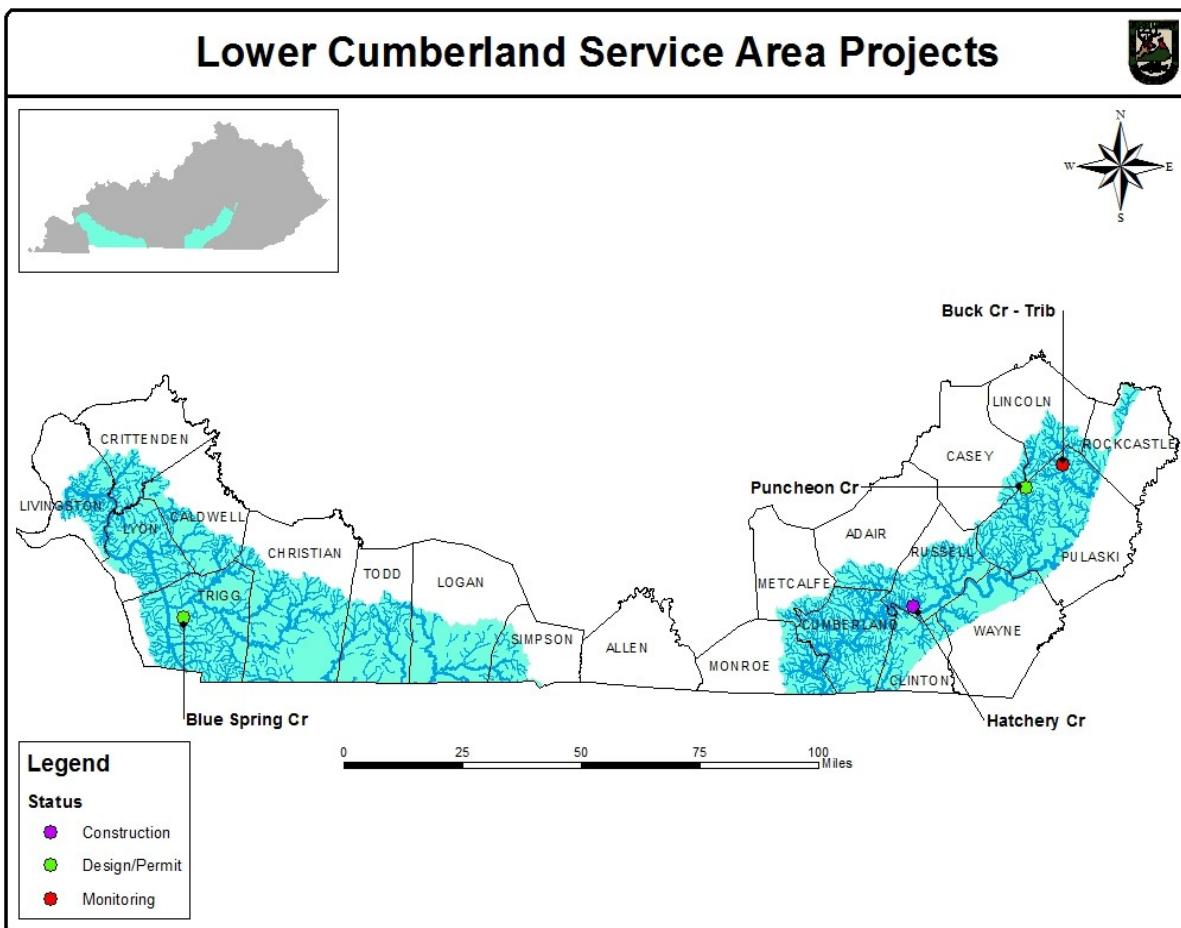 Lower Cumberland Service Area Projects
N
W
E
S
Buck Cr - Trib
LINCOLN
CRITTENDEN
ROCKCASTLE
CASEY
Puncheon Cr
LIVINGSTON
CALDWELL
LYON
ADAIR
CHRISTIAN
RUSSELL
PULASKI
TODD
LOGAN
METCALFE
TRIGG
CUMBERLAND
WAYNE
SIMPSON
ALLEN
MONROE
CLINTON
Blue Spring Cr
Hatchery Cr
0 25 50 75 100
Miles
Legend
Status
Construction
Design/Permit
Monitoring